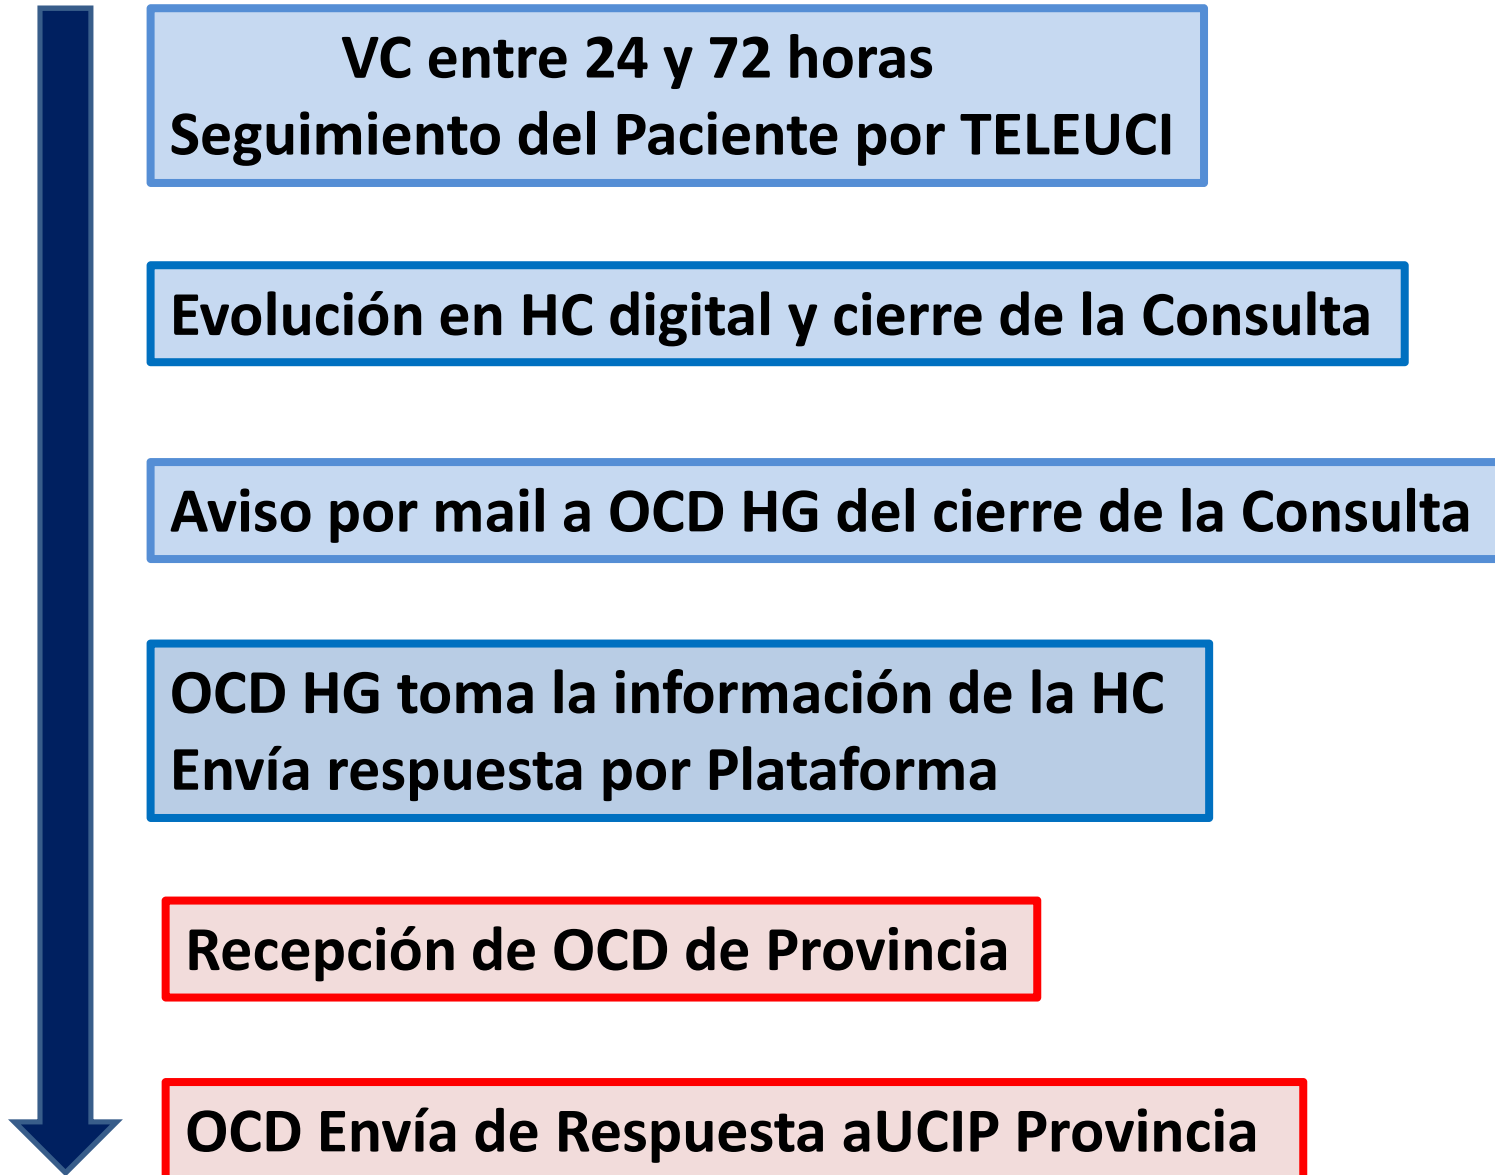 VC entre 24 y 72 horas
Seguimiento del Paciente por TELEUCI
Evolución en HC digital y cierre de la Consulta
Aviso por mail a OCD HG del cierre de la Consulta
OCD HG toma la información de la HC
Envía respuesta por Plataforma
Recepción de OCD de Provincia
OCD Envía de Respuesta aUCIP Provincia